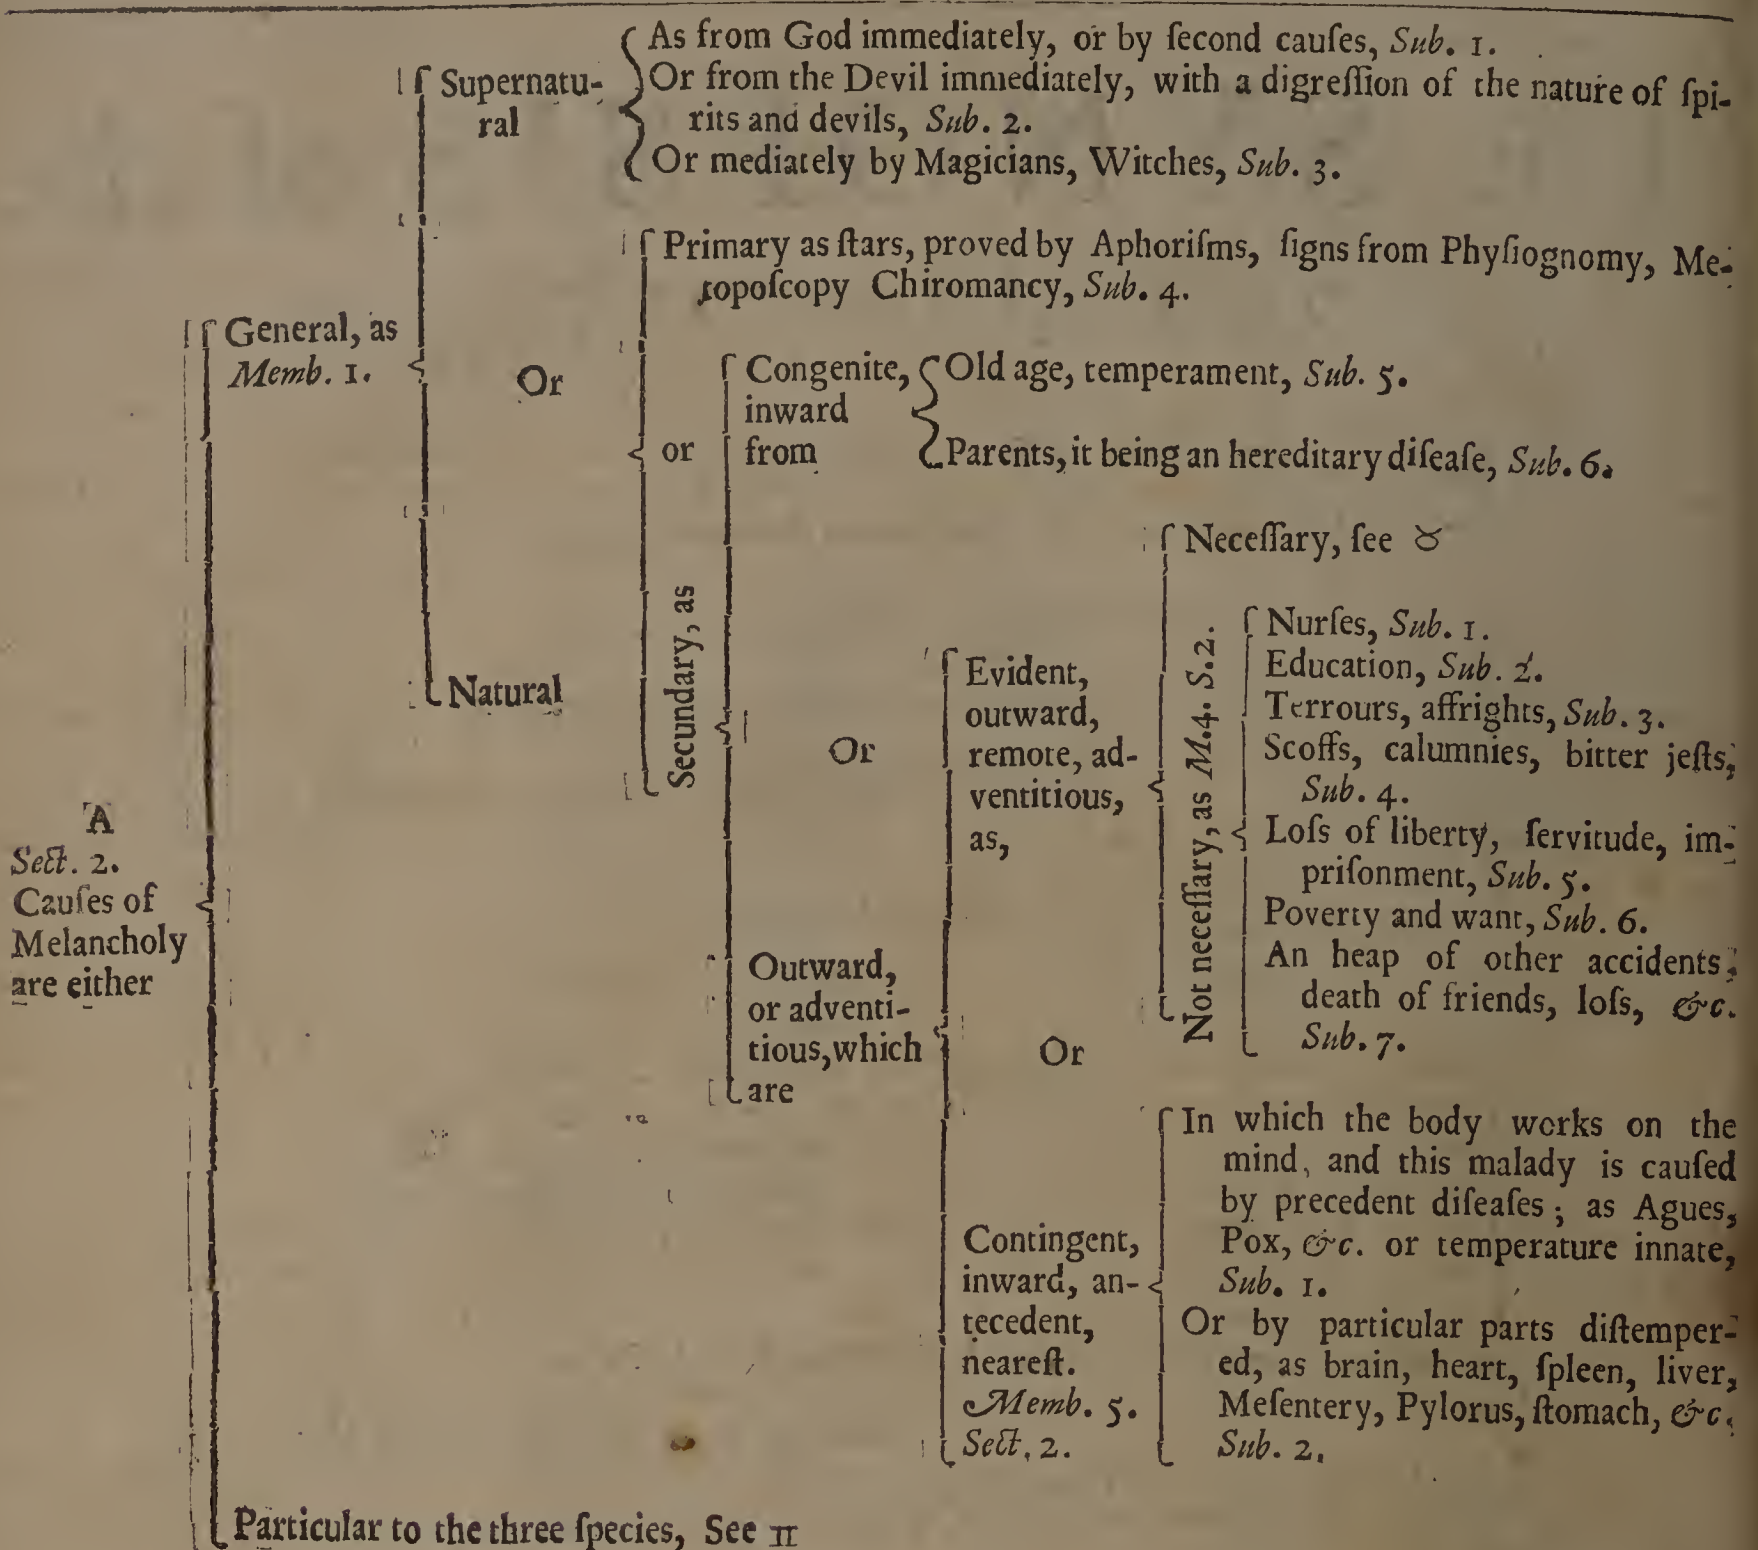 As from God immediately, or by ſecond cauſes, Sub. 1.
Supernatu-
ral
Or from the Devil immediately, with a digreſſion of the nature of ſpi-
rits and devils, Sub. 2.
Or mediately by Magicians, Witches, Sub. 3.
Primary as ſtars, proved by Aphoriſms, ſigns from Phyſiognomy, Me-
topoſcopy Chiromancy, Sub. 4.
General, as
Memb. 1.
Or
or
Congenite,
inward
from
Old age, temperament, Sub. 5.
Parents, it being an hereditary diſeaſe, Sub. 6.
Natural
Secundary, as
Or
Evident,
outward,
remote, ad-
ventitious,
as,
Neceſſary, ſee ♉
Not neceſſary, as M.4. S.2.
Nurſes, Sub. 1.
Education, Sub. 2.
Terrours, affrights, Sub. 3.
Scoffs, calumnies, bitter jeſts,
Sub. 4.
Loſs of liberty, ſervitude, im-
priſonment, Sub. 5.
Poverty and want, Sub. 6.
An heap of other accidents,
death of friends, loſs, &c.
Sub. 7.
A
Sect. 2.
Cauſes of
Melancholy
are either
Outward,
or adventi-
tious, which
are
Or
Contingent,
inward, an-
tecedent,
neareſt.
Memb. 5.
Sect. 2.
In which the body works on the
mind, and this malady is cauſed
by precedent diſeaſes; as Agues,
Pox, &c. or temperature innate,
Sub. 1.
Or by particular parts diſtemper-
ed, as brain, heart, ſpleen, liver,
Meſentery, Pylorus, ſtomach, &c.
Sub. 2.
Particular to the three ſpecies, See ♊